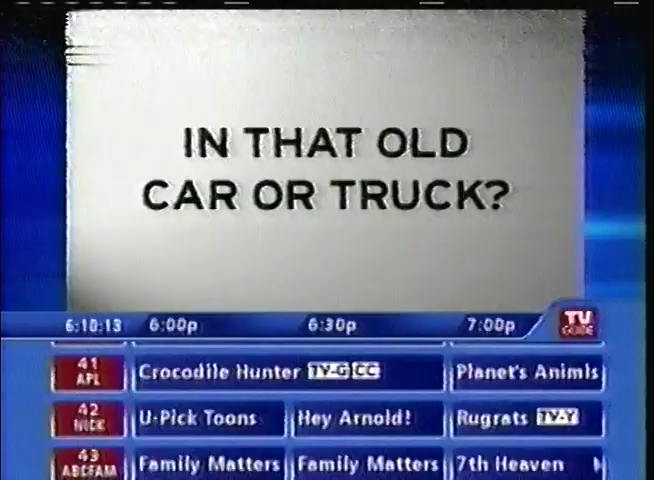 IN THAT OLD
CAR OR TRUCK?
6:10:13 6:00p 6:30p 7:00p TV GUIDE
41 APL Crocodile Hunter TV-G CC Planet's Animls
42 NICK U-Pick Toons Hey Arnold! Rugrats TV-Y
43 ABCFAM Family Matters Family Matters 7th Heaven